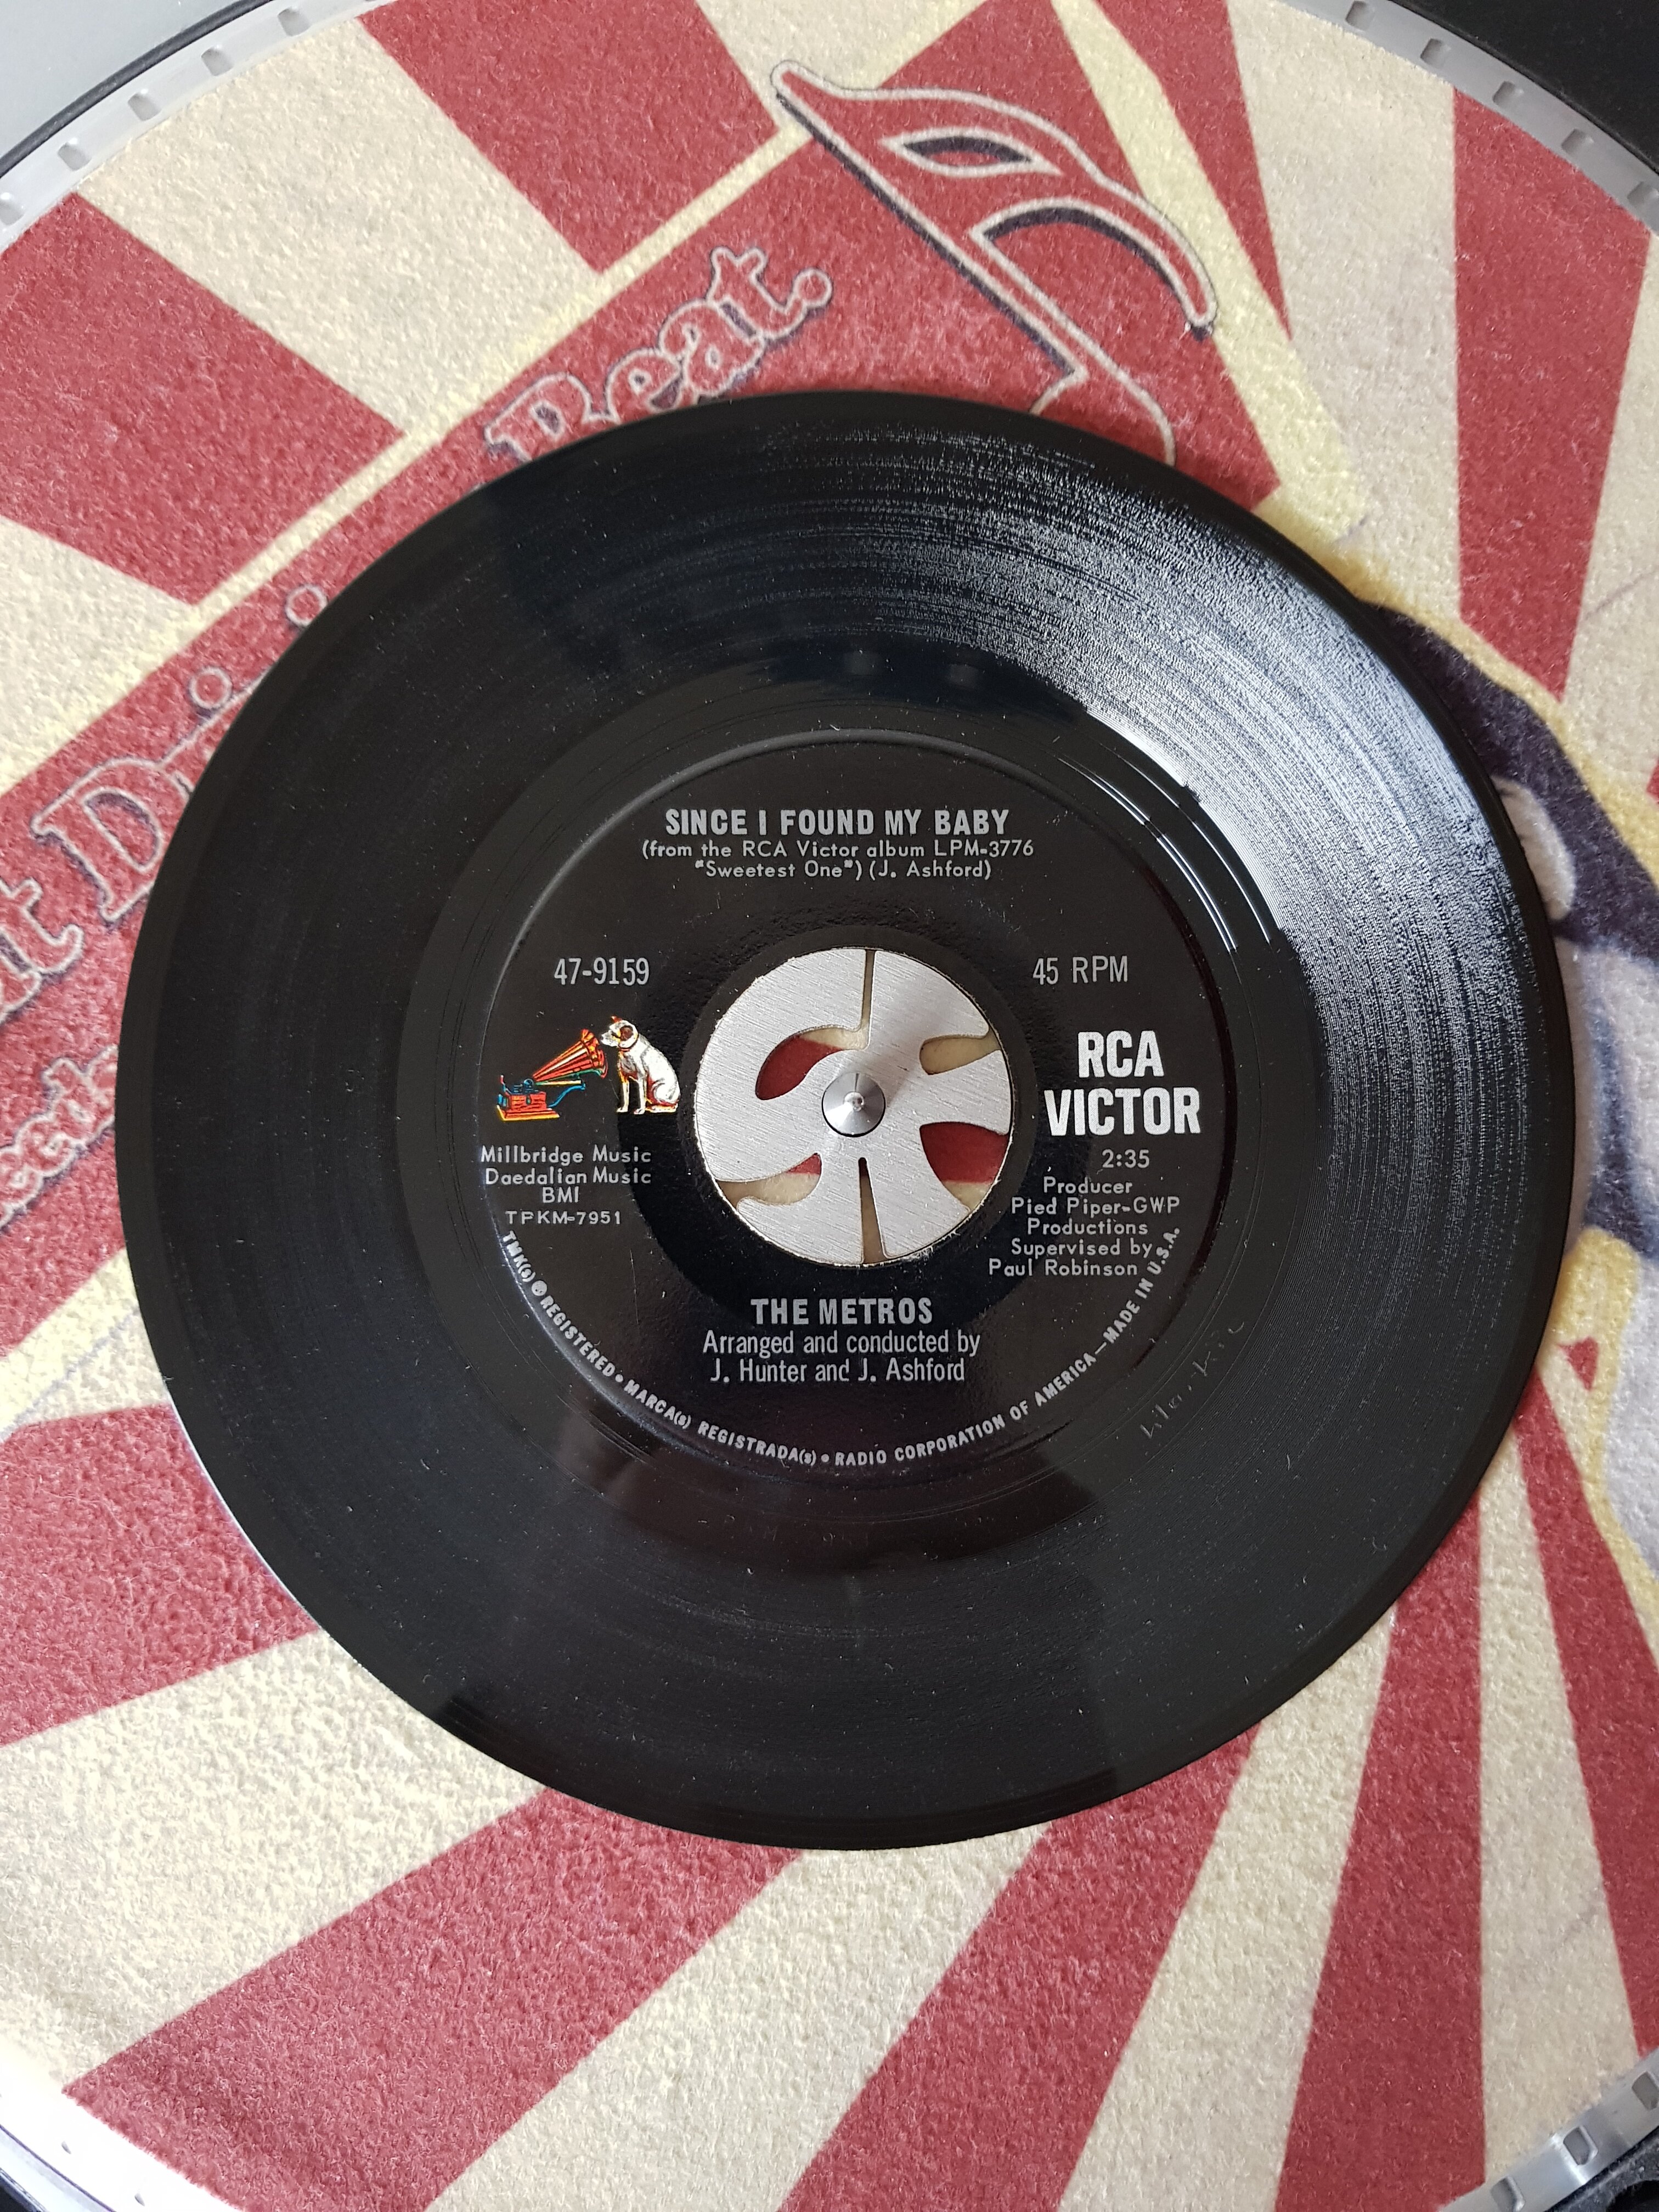 Beat.
SINCE I FOUND MY BABY
(from the RCA Victor album LPM-3776
"Sweetest One") (J. Ashford)
47-9159
45 RPM
RCA
VICTOR
Millbridge Music
Daedalian Music
BMI
TPKM-7951
2:35
Producer
Pied Piper-GWP
Productions
Supervised by
Paul Robinson
THE METROS
Arranged and conducted by
J. Hunter and J. Ashford
TMK(s) ® REGISTERED • MARCA(s) REGISTRADA(s) • RADIO CORPORATION OF AMERICA—MADE IN U.S.A.